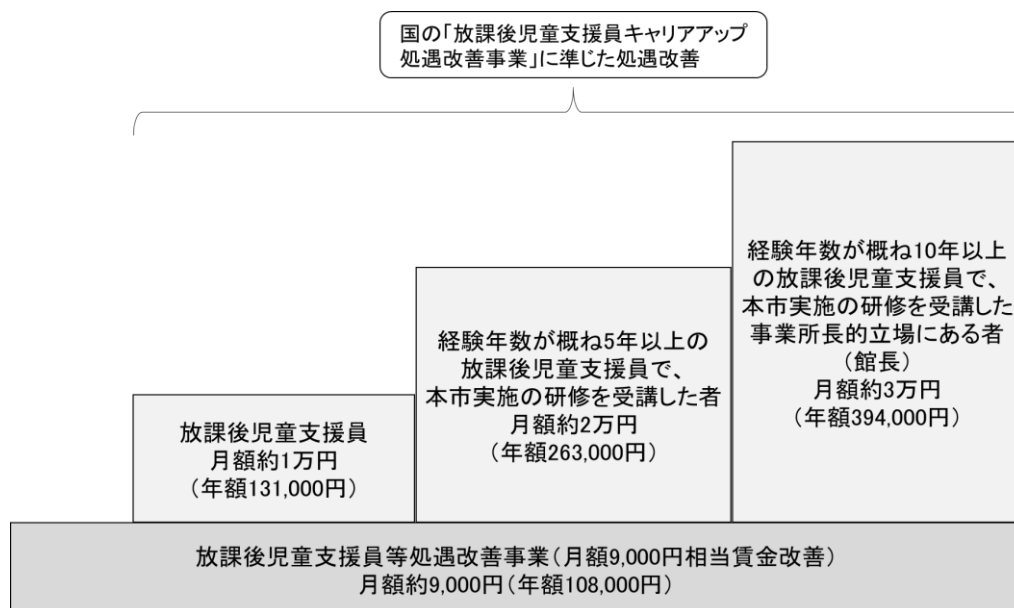 国の「放課後児童支援員キャリアアップ
処遇改善事業」に準じた処遇改善
放課後児童支援員
月額約1万円
（年額131,000円）
経験年数が概ね5年以上の
放課後児童支援員で、
本市実施の研修を受講した者
月額約2万円
（年額263,000円）
経験年数が概ね10年以上
の放課後児童支援員で、
本市実施の研修を受講した
事業所長的立場にある者
（館長）
月額約3万円
（年額394,000円）
放課後児童支援員等処遇改善事業（月額9,000円相当賃金改善）
月額約9,000円（年額108,000円）